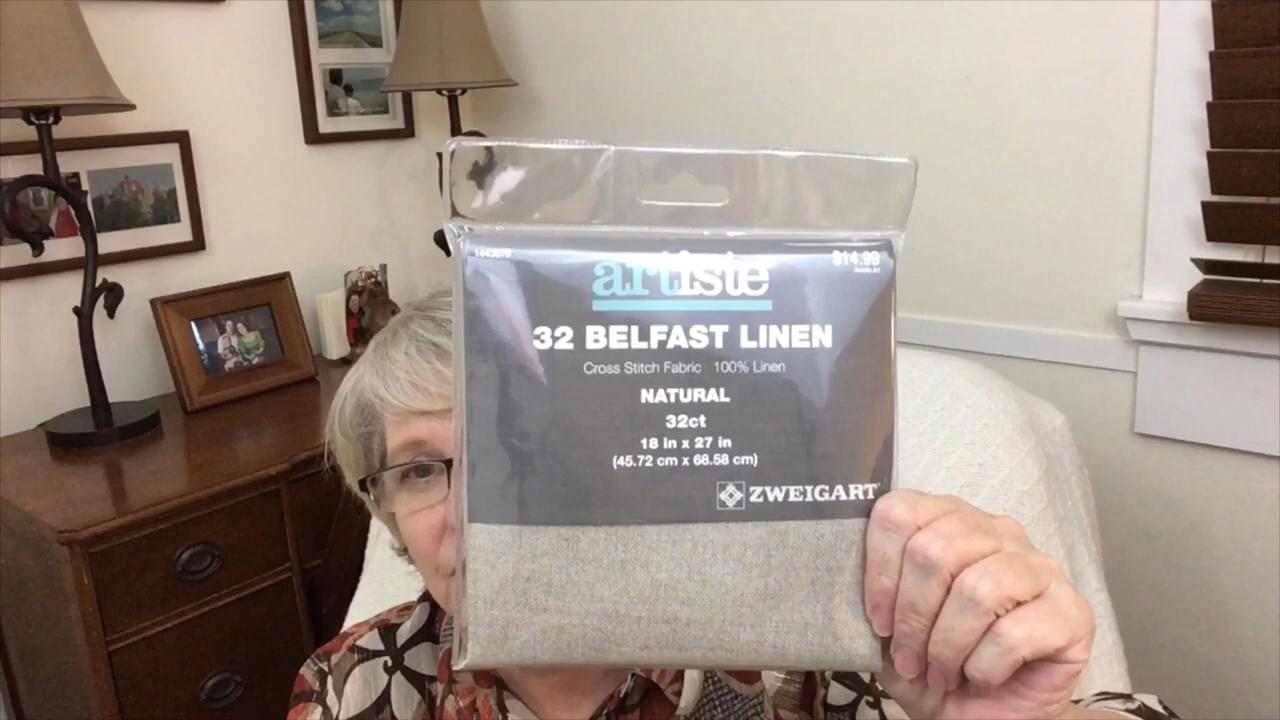 $14.99
artiste
32 BELFAST LINEN
Cross Stitch Fabric 100% Linen
NATURAL
32ct
18 in x 27 in
(45.72 cm x 68.58 cm)
ZWEIGART